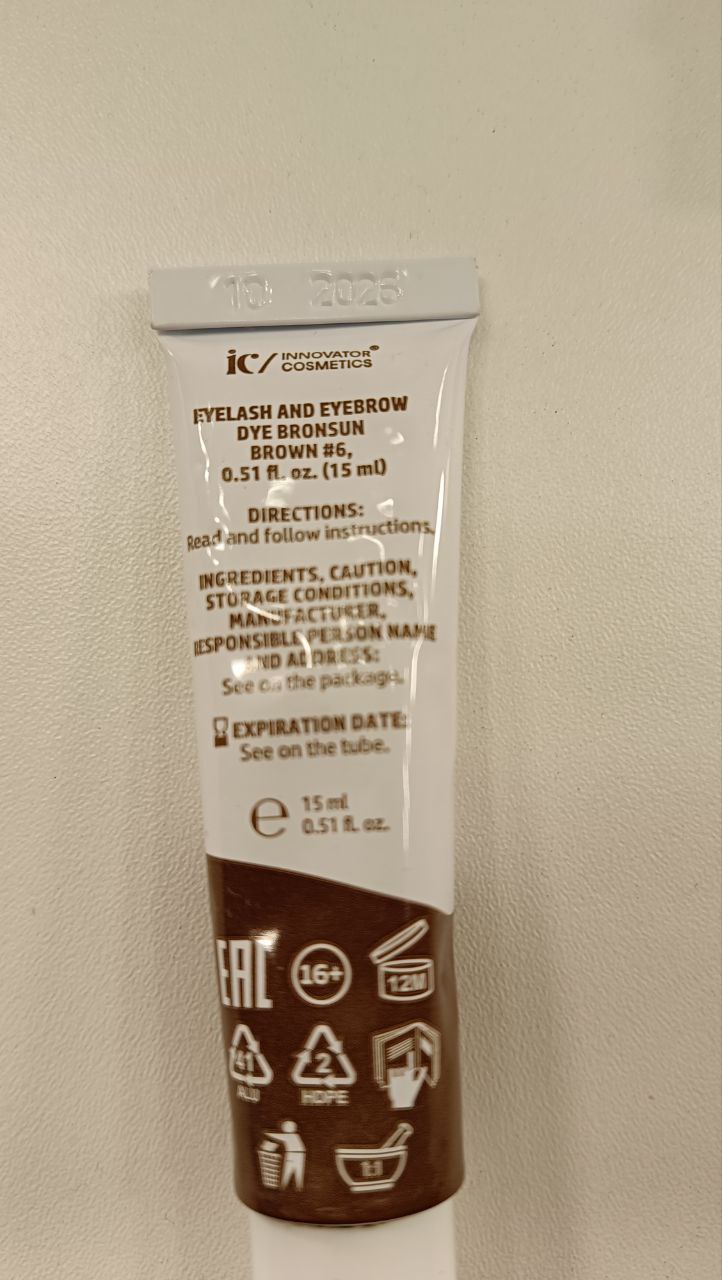 10 2026
ic/ INNOVATOR®
COSMETICS
EYELASH AND EYEBROW
DYE BRONSUN
BROWN #6,
0.51 fl. oz. (15 ml)
DIRECTIONS:
Read and follow instructions.
INGREDIENTS, CAUTION,
STORAGE CONDITIONS,
MANUFACTURER,
RESPONSIBLE PERSON NAME
AND ADDRESS:
See on the package.
EXPIRATION DATE:
See on the tube.
e 15 ml
0.51 fl. oz.
EAC 16+ 12M
41 2
ALU HDPE
1:1